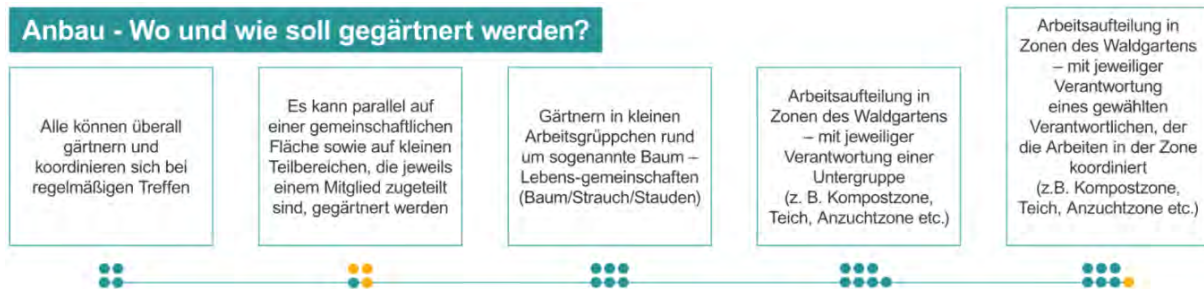 Anbau - Wo und wie soll gegärtnert werden?
Alle können überall
gärtnern und
koordinieren sich bei
regelmäßigen Treffen
Es kann parallel auf
einer gemeinschaftlichen
Fläche sowie auf kleinen
Teilbereichen, die jeweils
einem Mitglied zugeteilt
sind, gegärtnert werden
Gärtnern in kleinen
Arbeitsgrüppchen rund
um sogenannte Baum –
Lebens-gemeinschaften
(Baum/Strauch/Stauden)
Arbeitsaufteilung in
Zonen des Waldgartens
– mit jeweiliger
Verantwortung einer
Untergruppe
(z. B. Kompostzone,
Teich, Anzuchtzone etc.)
Arbeitsaufteilung in
Zonen des Waldgartens
– mit jeweiliger
Verantwortung
eines gewählten
Verantwortlichen, der
die Arbeiten in der Zone
koordiniert
(z.B. Kompostzone,
Teich, Anzuchtzone etc.)